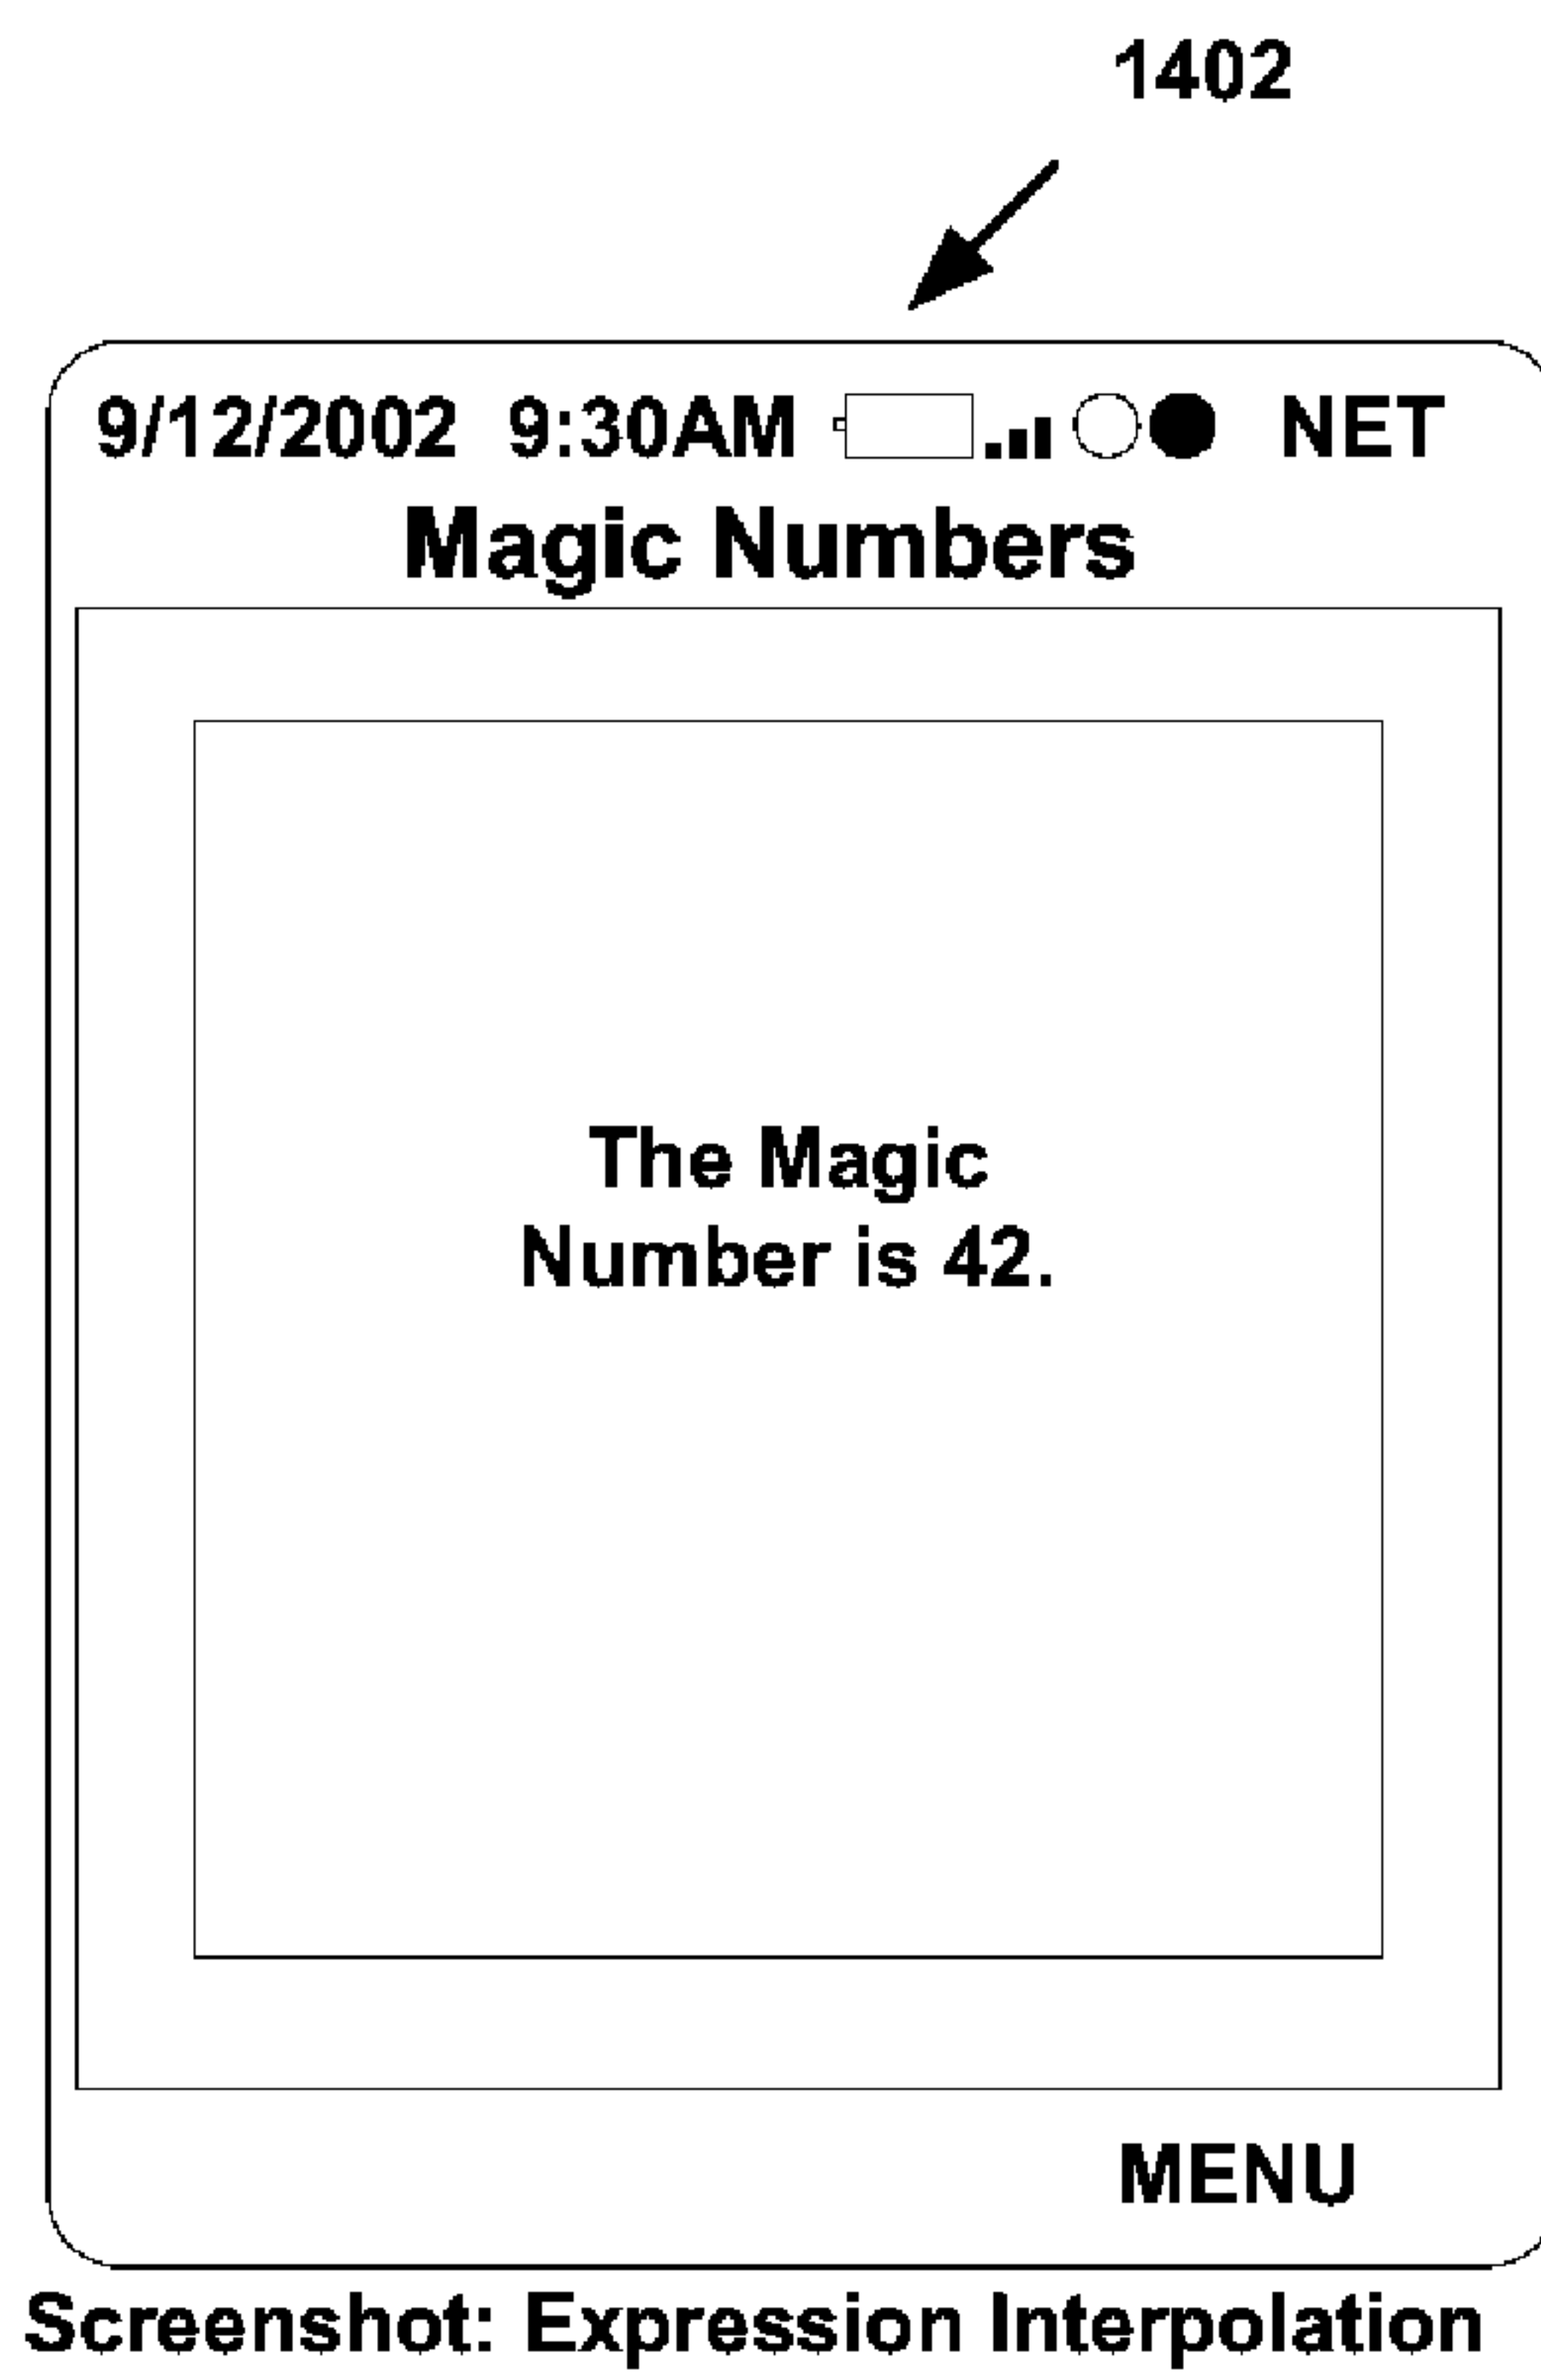 1402
9/12/2002 9:30AM NET
Magic Numbers
The Magic
Number is 42.
MENU
Screenshot: Expression Interpolation